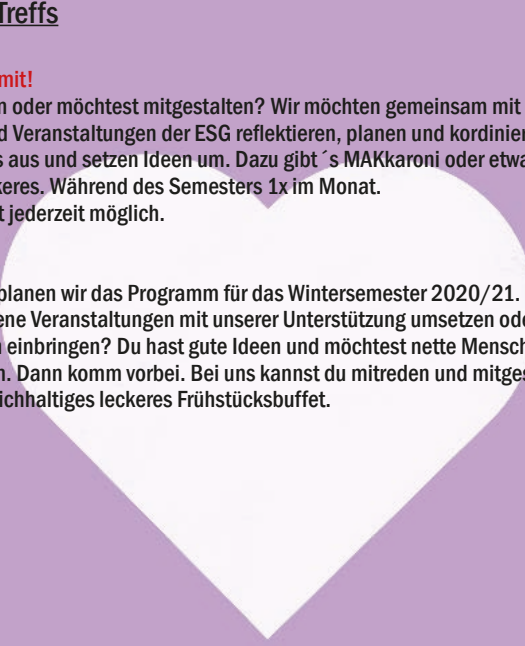 Treffs
mit!
n oder möchtest mitgestalten? Wir möchten gemeinsam mit
d Veranstaltungen der ESG reflektieren, planen und kordinier
s aus und setzen Ideen um. Dazu gibt´s MAKkaroni oder etwa
keres. Während des Semesters 1x im Monat.
t jederzeit möglich.
planen wir das Programm für das Wintersemester 2020/21.
ene Veranstaltungen mit unserer Unterstützung umsetzen ode
n einbringen? Du hast gute Ideen und möchtest nette Mensch
n. Dann komm vorbei. Bei uns kannst du mitreden und mitges
ichhaltiges leckeres Frühstücksbuffet.